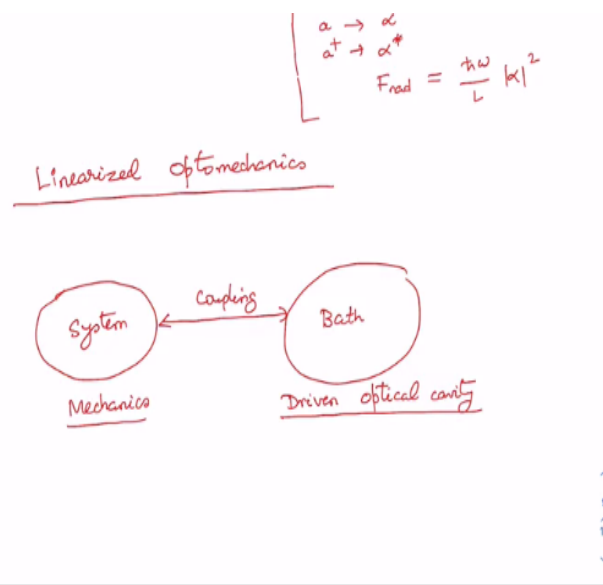 a → α
a† → α*
F_rad = ħω/L |α|²
Linearized optomechanics
System
Coupling
Bath
Mechanics
Driven optical cavity